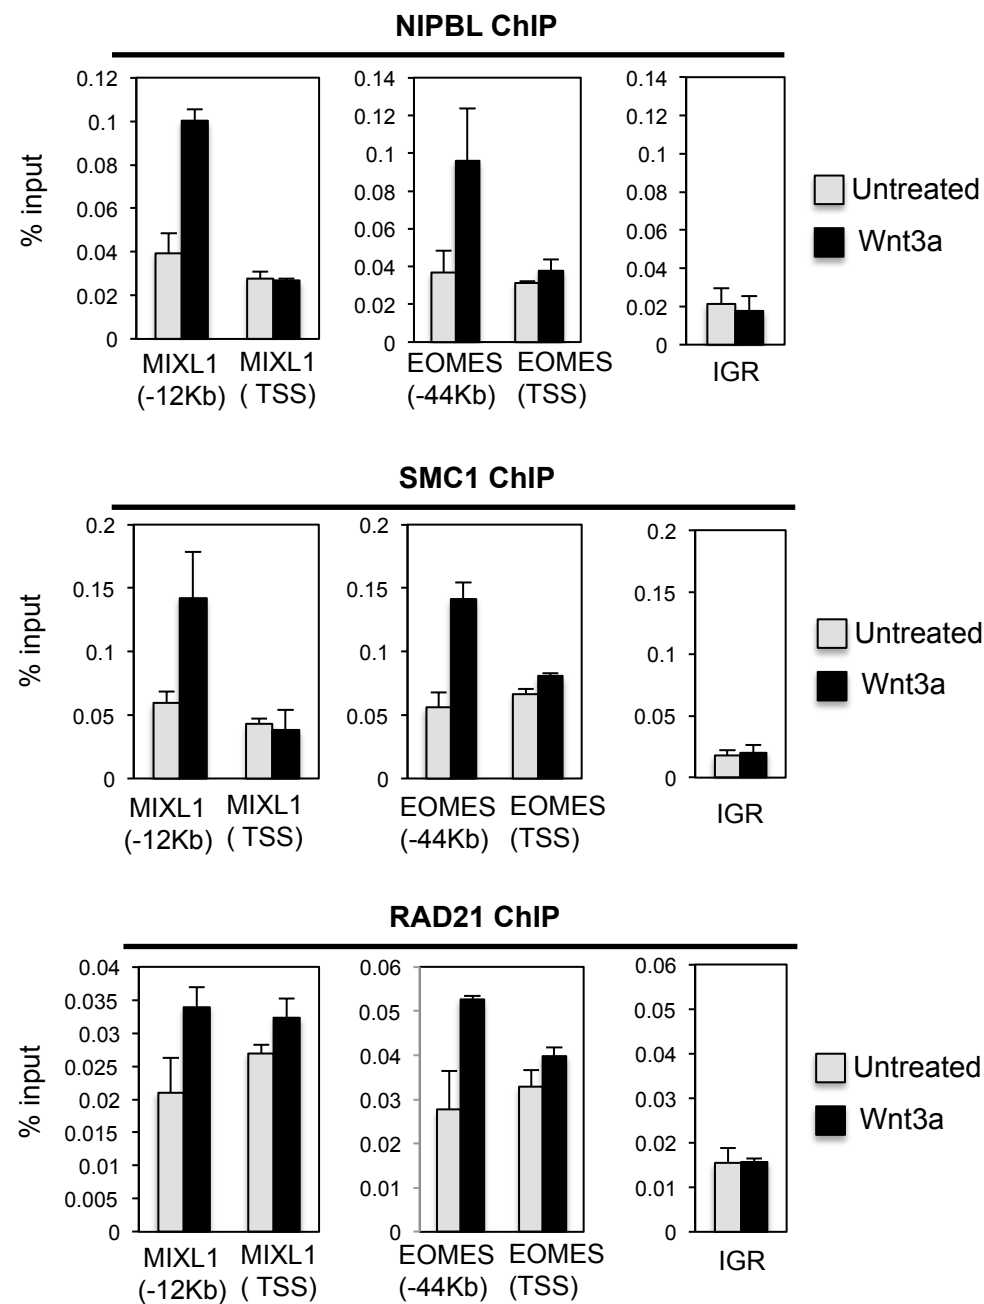 NIPBL ChIP
% input
0.12
0.1
0.08
0.06
0.04
0.02
0
MIXL1 MIXL1
(-12Kb) ( TSS)
0.14
0.12
0.1
0.08
0.06
0.04
0.02
0
EOMES EOMES
(-44Kb) (TSS)
0.14
0.12
0.1
0.08
0.06
0.04
0.02
0
IGR
Untreated
Wnt3a
SMC1 ChIP
% input
0.2
0.15
0.1
0.05
0
MIXL1 MIXL1
(-12Kb) ( TSS)
0.2
0.15
0.1
0.05
0
EOMES EOMES
(-44Kb) (TSS)
0.2
0.15
0.1
0.05
0
IGR
Untreated
Wnt3a
RAD21 ChIP
% input
0.04
0.035
0.03
0.025
0.02
0.015
0.01
0.005
0
MIXL1 MIXL1
(-12Kb) ( TSS)
0.06
0.05
0.04
0.03
0.02
0.01
0
EOMES EOMES
(-44Kb) (TSS)
0.06
0.05
0.04
0.03
0.02
0.01
0
IGR
Untreated
Wnt3a